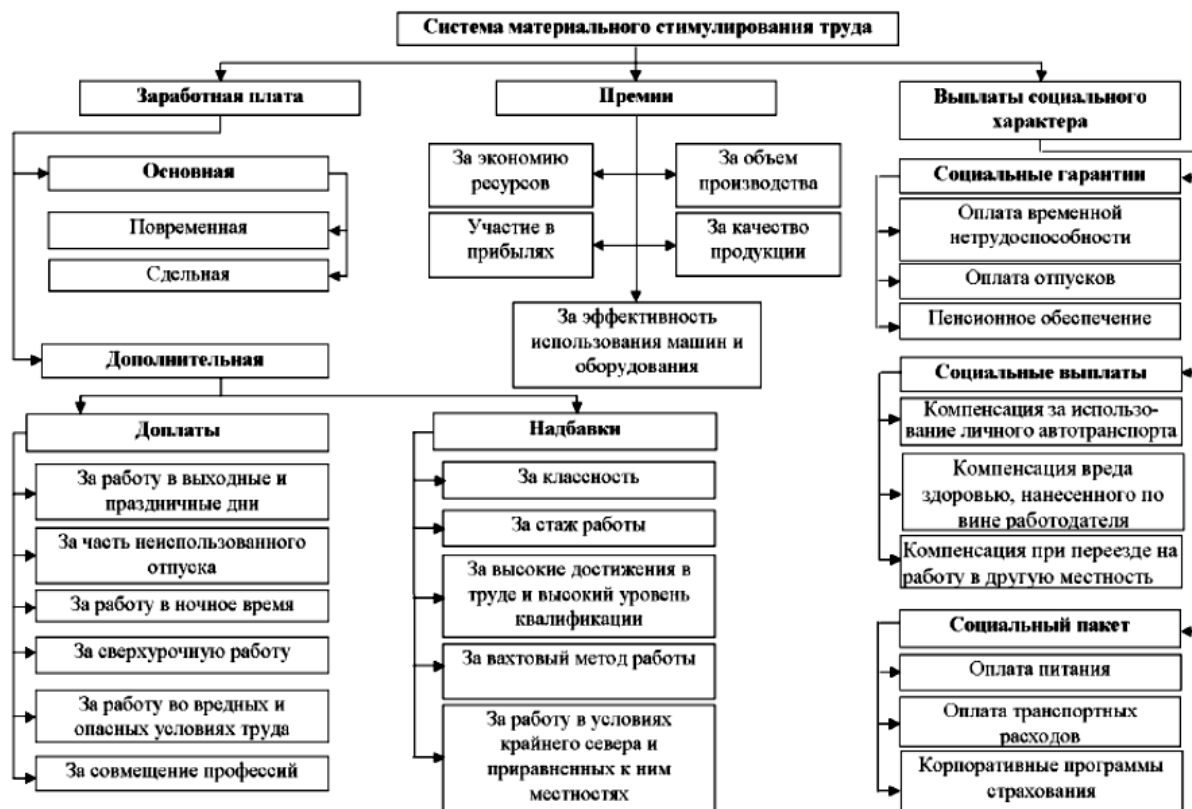 Система материального стимулирования труда
Заработная плата
Основная
Повременная
Сдельная
Дополнительная
Доплаты
За работу в выходные и
праздничные дни
За часть неиспользованного
отпуска
За работу в ночное время
За сверхурочную работу
За работу во вредных и
опасных условиях труда
За совмещение профессий
Надбавки
За классность
За стаж работы
За высокие достижения в
труде и высокий уровень
квалификации
За вахтовый метод работы
За работу в условиях
крайнего севера и
приравненных к ним
местностях
Премии
За экономию
ресурсов
За объем
производства
Участие в
прибылях
За качество
продукции
За эффективность
использования машин и
оборудования
Выплаты социального
характера
Социальные гарантии
Оплата временной
нетрудоспособности
Оплата отпусков
Пенсионное обеспечение
Социальные выплаты
Компенсация за использо-
вание личного автотранспорта
Компенсация вреда
здоровью, нанесенного по
вине работодателя
Компенсация при переезде на
работу в другую местность
Социальный пакет
Оплата питания
Оплата транспортных
расходов
Корпоративные программы
страхования